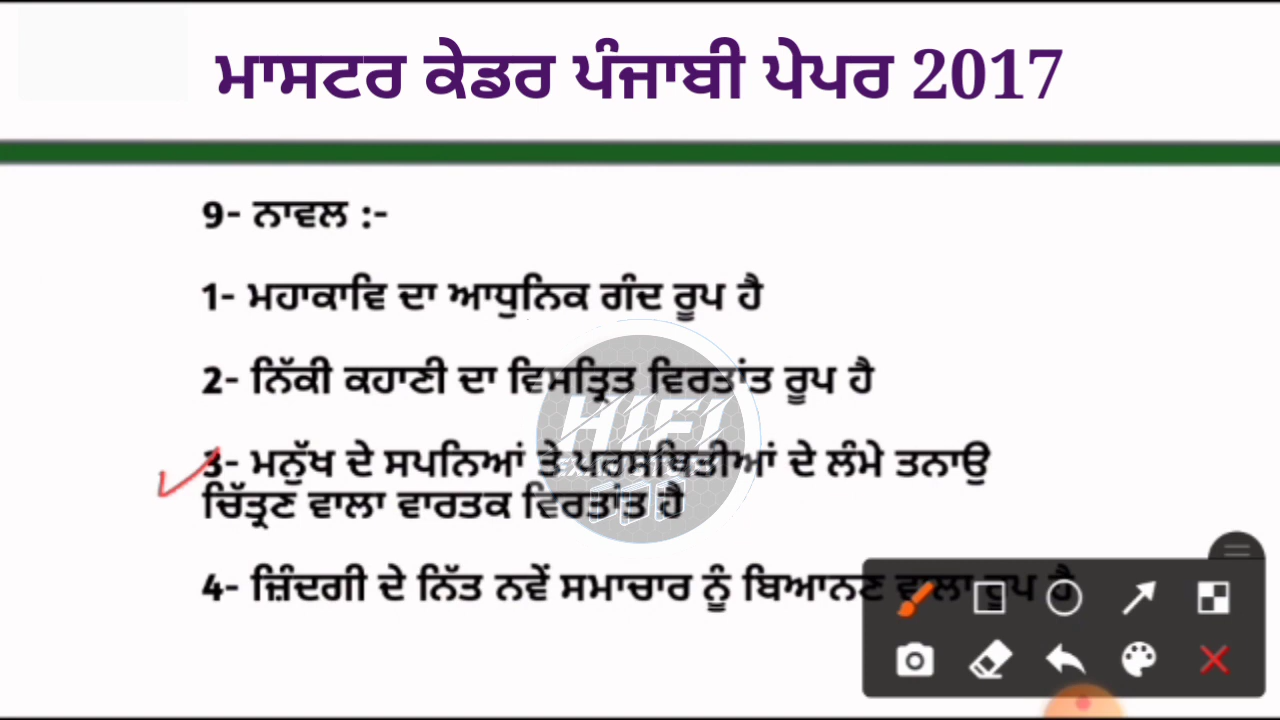 ਮਾਸਟਰ ਕੇਡਰ ਪੰਜਾਬੀ ਪੇਪਰ 2017
9- ਨਾਵਲ :-
1- ਮਹਾਕਾਵਿ ਦਾ ਆਧੁਨਿਕ ਗੰਦ ਰੂਪ ਹੈ
2- ਨਿੱਕੀ ਕਹਾਣੀ ਦਾ ਵਿਸਤ੍ਰਿਤ ਵਿਰਤਾਂਤ ਰੂਪ ਹੈ
3- ਮਨੁੱਖ ਦੇ ਸਪਨਿਆਂ ਤੇ ਪਰਸਥਿਤੀਆਂ ਦੇ ਲੰਮੇ ਤਨਾਉ
ਚਿੱਤ੍ਰਣ ਵਾਲਾ ਵਾਰਤਕ ਵਿਰਤਾਂਤ ਹੈ
4- ਜ਼ਿੰਦਗੀ ਦੇ ਨਿੱਤ ਨਵੇਂ ਸਮਾਚਾਰ ਨੂੰ ਬਿਆਨਣ ਵਾਲਾ ਰੂਪ ਹੈ
HIFI